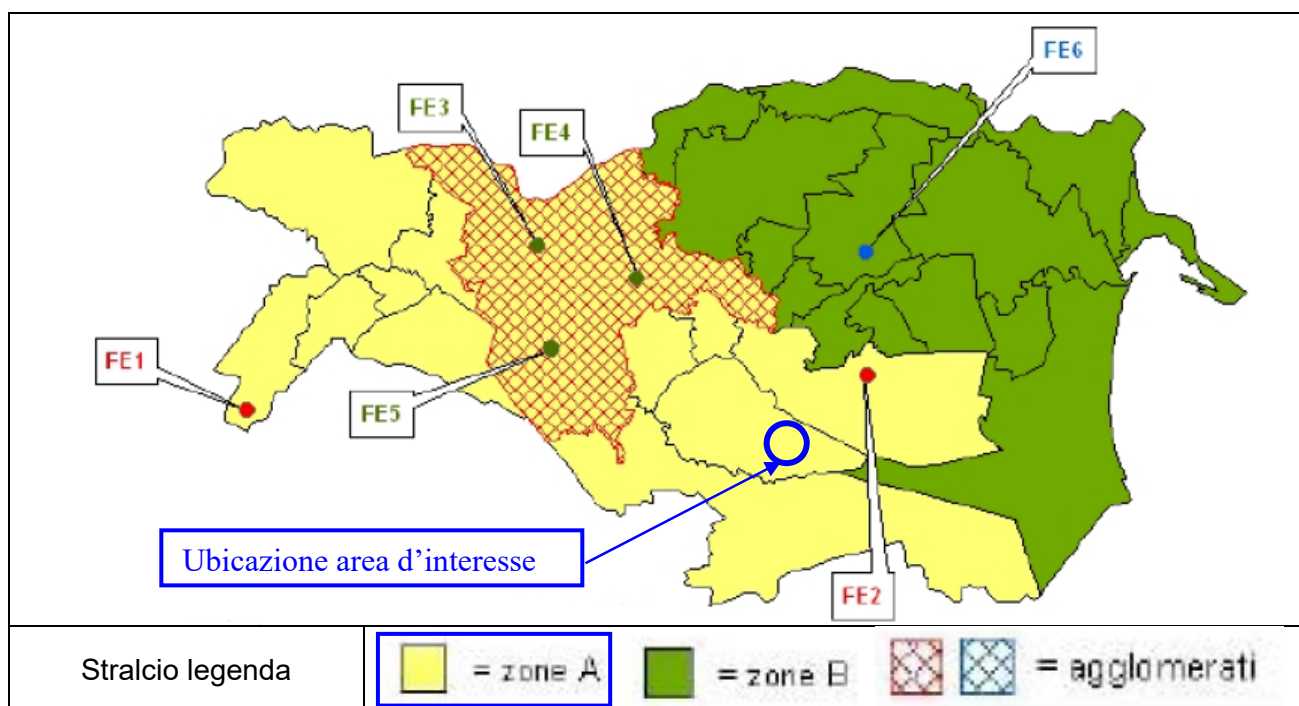 FE6
FE3
FE4
FE1
FE5
Ubicazione area d'interesse
FE2
Stralcio legenda
= zone A
= zone B
= agglomerati